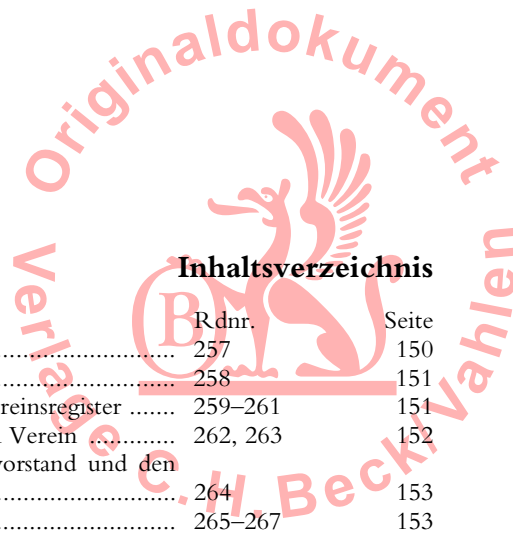 Originaldokument
Verlage C.H.Beck/Vahlen
B
Inhaltsverzeichnis
Rdnr. Seite
.......................... 257 150
.......................... 258 151
reinsregister ....... 259–261 151
Verein ............ 262, 263 152
vorstand und den
.......................... 264 153
.......................... 265–267 153